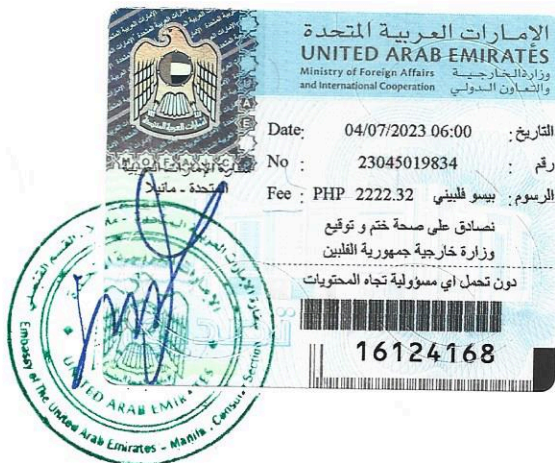 الإمارات العربية المتحدة
UNITED ARAB EMIRATES
Ministry of Foreign Affairs وزارة الخارجية
and International Cooperation والتعاون الدولي
Date: 04/07/2023 06:00 التاريخ :
No : 23045019834 رقم :
Fee : PHP 2222.32 بيسو فلبيني الرسوم :
نصادق على صحة ختم و توقيع
وزارة خارجية جمهورية الفلبين
دون تحمل اي مسؤولية تجاه المحتويات
16124168
MOFAIC
سفارة الإمارات العربية
المتحدة - مانيلا
UNITED ARAB EMIRATES
Embassy of The United Arab Emirates - Manila . Consular Section